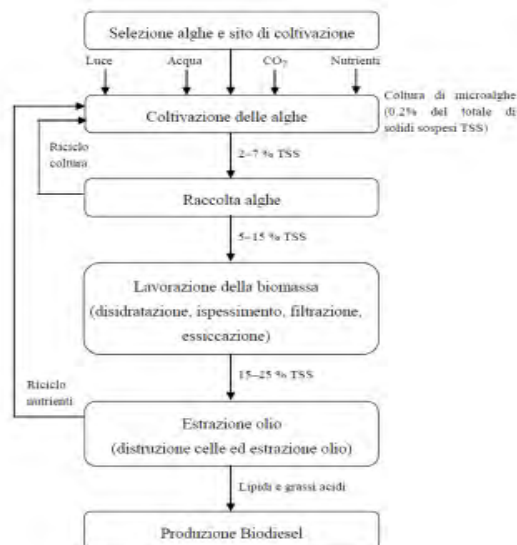 Selezione alghe e sito di coltivazione
Luce
Acqua
CO₂
Nutrienti
Coltivazione delle alghe
Coltura di microalghe
(0.2% del totale di
solidi sospesi TSS)
Riciclo
coltura
2–7 % TSS
Raccolta alghe
5–15 % TSS
Lavorazione della biomassa
(disidratazione, ispessimento, filtrazione,
essiccazione)
15–25 % TSS
Riciclo
nutrienti
Estrazione olio
(distruzione celle ed estrazione olio)
Lipidi e grassi acidi
Produzione Biodiesel